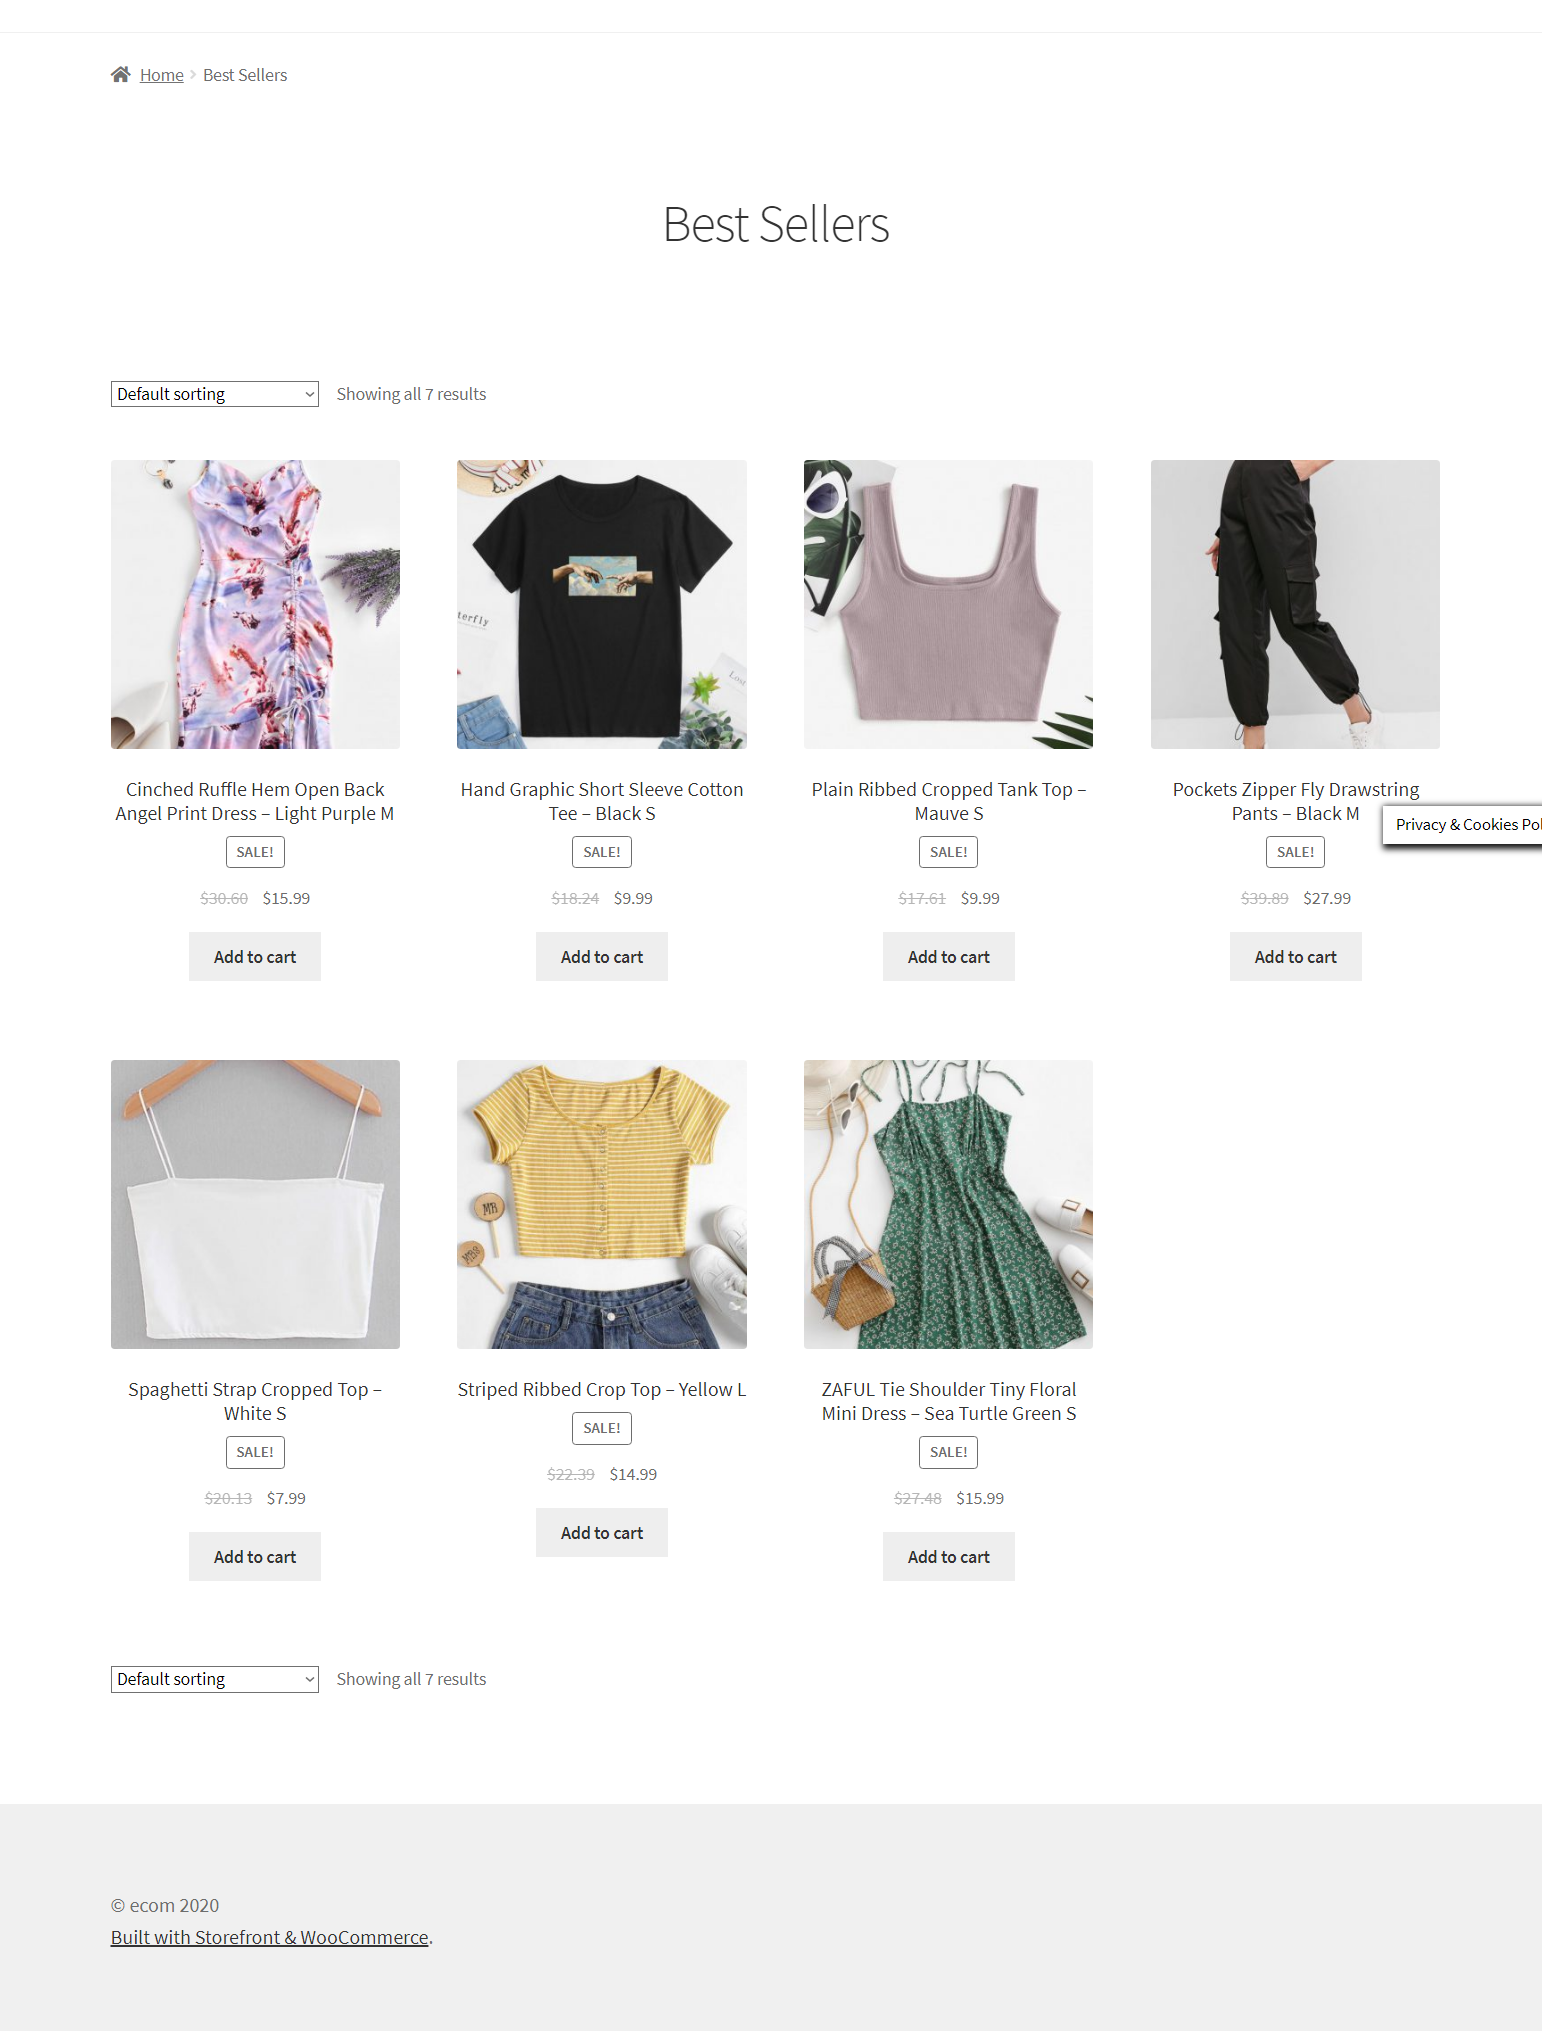 Home
Best Sellers
Best Sellers
Default sorting
Showing all 7 results
terfly
Lost
Cinched Ruffle Hem Open Back
Angel Print Dress – Light Purple M
SALE!
$30.60 $15.99
Add to cart
Hand Graphic Short Sleeve Cotton
Tee – Black S
SALE!
$18.24 $9.99
Add to cart
Plain Ribbed Cropped Tank Top –
Mauve S
SALE!
$17.61 $9.99
Add to cart
Pockets Zipper Fly Drawstring
Pants – Black M
SALE!
$39.89 $27.99
Add to cart
Privacy & Cookies Pol
MR
MRS
Spaghetti Strap Cropped Top –
White S
SALE!
$20.13 $7.99
Add to cart
Striped Ribbed Crop Top – Yellow L
SALE!
$22.39 $14.99
Add to cart
ZAFUL Tie Shoulder Tiny Floral
Mini Dress – Sea Turtle Green S
SALE!
$27.48 $15.99
Add to cart
Default sorting
Showing all 7 results
© ecom 2020
Built with Storefront & WooCommerce.